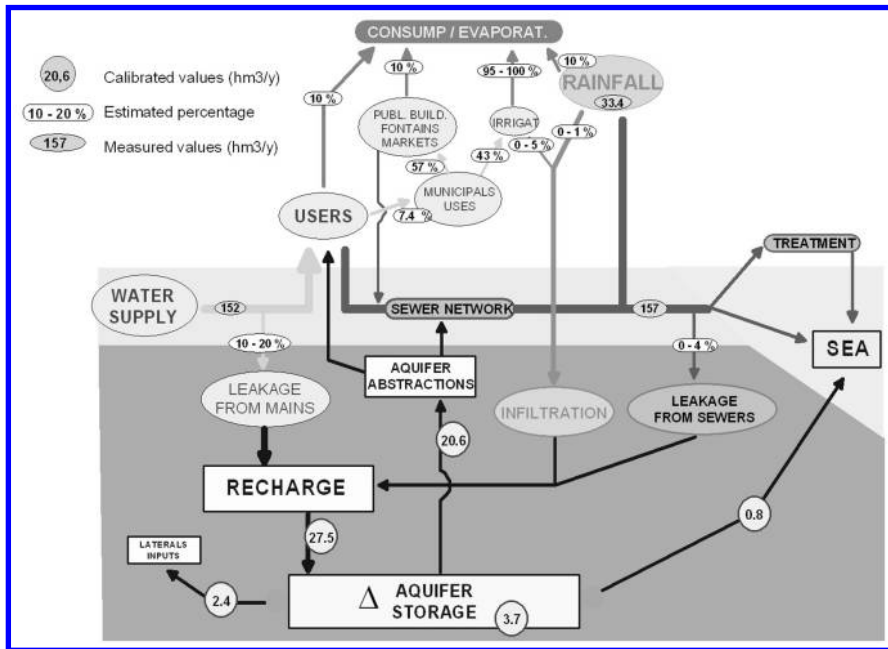 CONSUMP / EVAPORAT.
20,6
Calibrated values (hm3/y)
10 - 20 %
Estimated percentage
157
Measured values (hm3/y)
10 %
10 %
95 - 100 %
10 %
RAINFALL
33.4
PUBL. BUILD.
FONTAINS
MARKETS
IRRIGAT
0 - 5 %
0 - 1 %
57 %
43 %
MUNICIPALS
USES
USERS
7.4 %
TREATMENT
WATER
SUPPLY
152
SEWER NETWORK
157
SEA
10 - 20 %
0 - 4 %
AQUIFER
ABSTRACTIONS
LEAKAGE
FROM MAINS
INFILTRATION
LEAKAGE
FROM SEWERS
20.6
RECHARGE
0.8
27.5
LATERALS
INPUTS
2.4
Δ AQUIFER
STORAGE
3.7